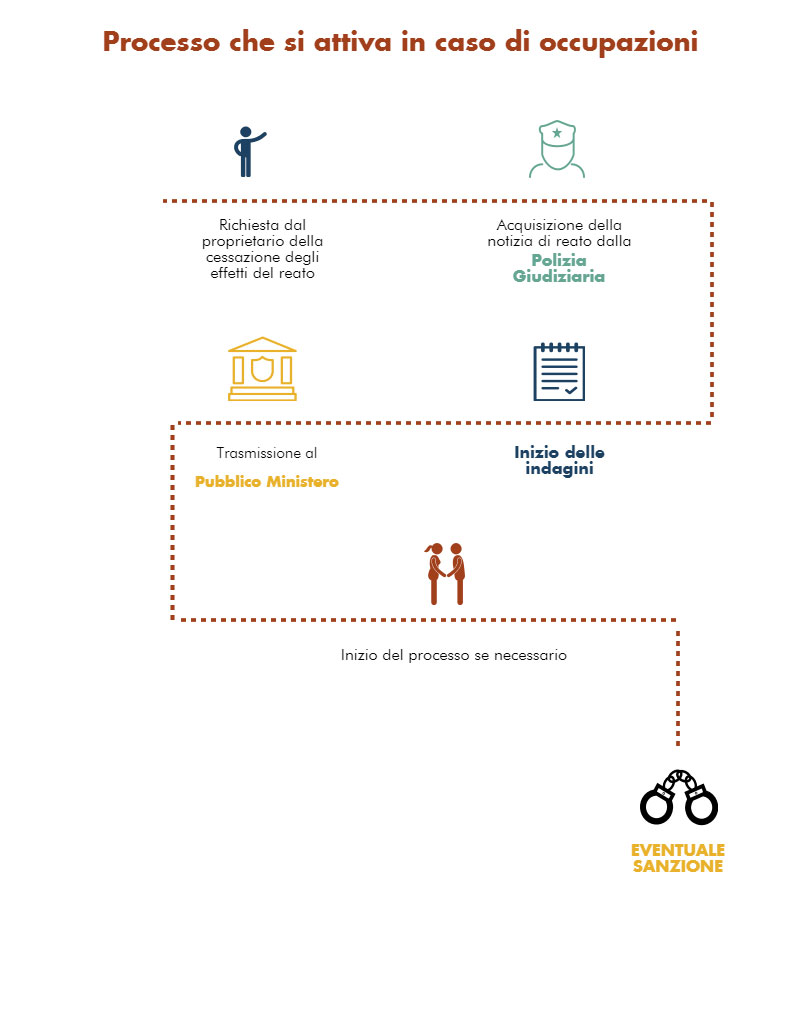 Processo che si attiva in caso di occupazioni
Richiesta dal
proprietario della
cessazione degli
effetti del reato
Acquisizione della
notizia di reato dalla
Polizia
Giudiziaria
Trasmissione al
Pubblico Ministero
Inizio delle
indagini
Inizio del processo se necessario
EVENTUALE
SANZIONE